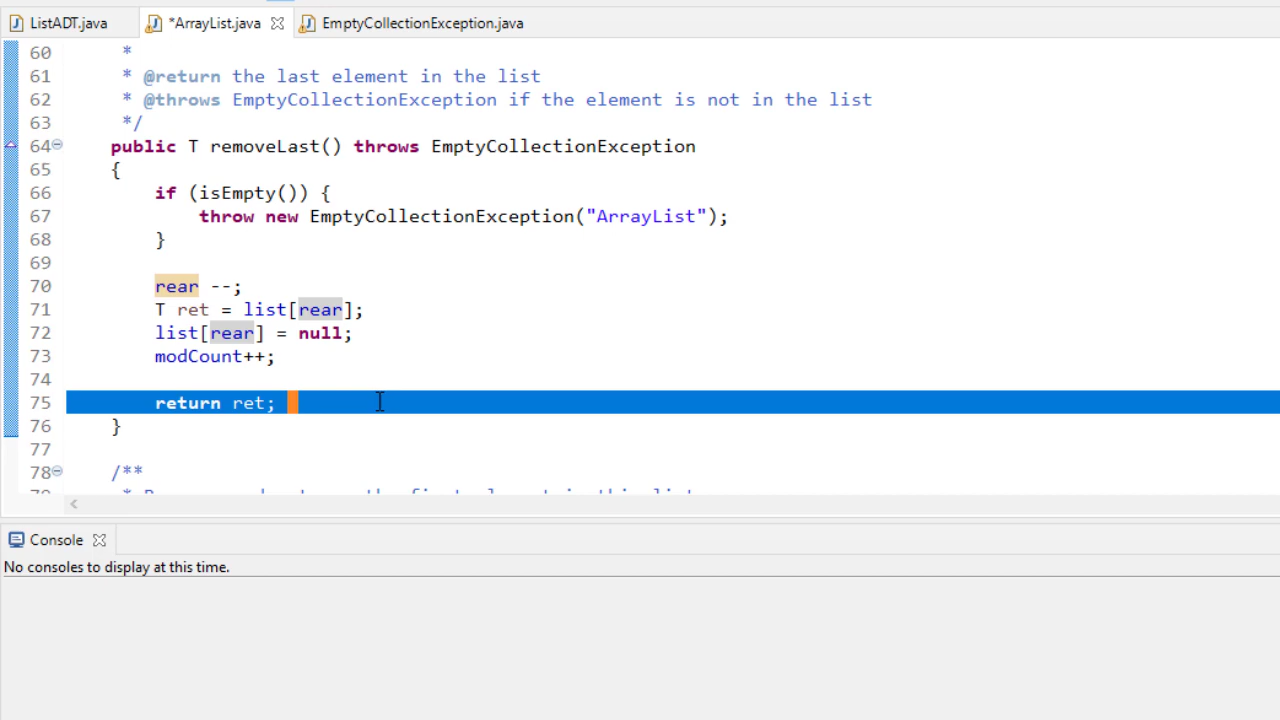 ListADT.java
*ArrayList.java
EmptyCollectionException.java
60 *
61 * @return the last element in the list
62 * @throws EmptyCollectionException if the element is not in the list
63 */
64 public T removeLast() throws EmptyCollectionException
65 {
66 if (isEmpty()) {
67 throw new EmptyCollectionException("ArrayList");
68 }
69
70 rear --;
71 T ret = list[rear];
72 list[rear] = null;
73 modCount++;
74
75 return ret;
76 }
77
78 /**
Console
No consoles to display at this time.